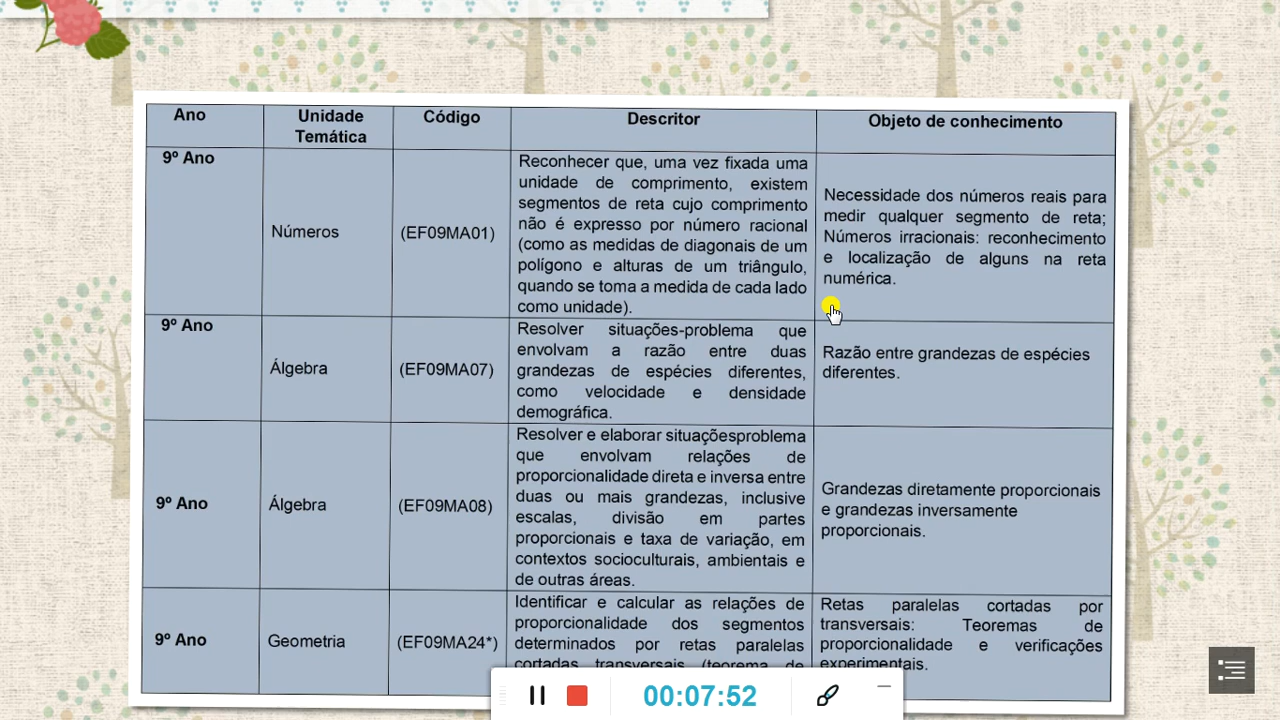 Ano
Unidade
Temática
Código
Descritor
Objeto de conhecimento
9º Ano
Números
(EF09MA01)
Reconhecer que, uma vez fixada uma
unidade de comprimento, existem
segmentos de reta cujo comprimento
não é expresso por número racional
(como as medidas de diagonais de um
polígono e alturas de um triângulo,
quando se toma a medida de cada lado
como unidade).
Necessidade dos números reais para
medir qualquer segmento de reta;
Números irracionais: reconhecimento
e localização de alguns na reta
numérica.
9º Ano
Álgebra
(EF09MA07)
Resolver situações-problema que
envolvam a razão entre duas
grandezas de espécies diferentes,
como velocidade e densidade
demográfica.
Razão entre grandezas de espécies
diferentes.
9º Ano
Álgebra
(EF09MA08)
Resolver e elaborar situaçõesproblema
que envolvam relações de
proporcionalidade direta e inversa entre
duas ou mais grandezas, inclusive
escalas, divisão em partes
proporcionais e taxa de variação, em
contextos socioculturais, ambientais e
de outras áreas.
Grandezas diretamente proporcionais
e grandezas inversamente
proporcionais.
9º Ano
Geometria
(EF09MA24*)
Identificar e calcular as relações de
proporcionalidade dos segmentos
determinados por retas paralelas
cortadas transversais (teorema de
Retas paralelas cortadas por
transversais: Teoremas de
proporcionalidade e verificações
experimentais.
00:07:52